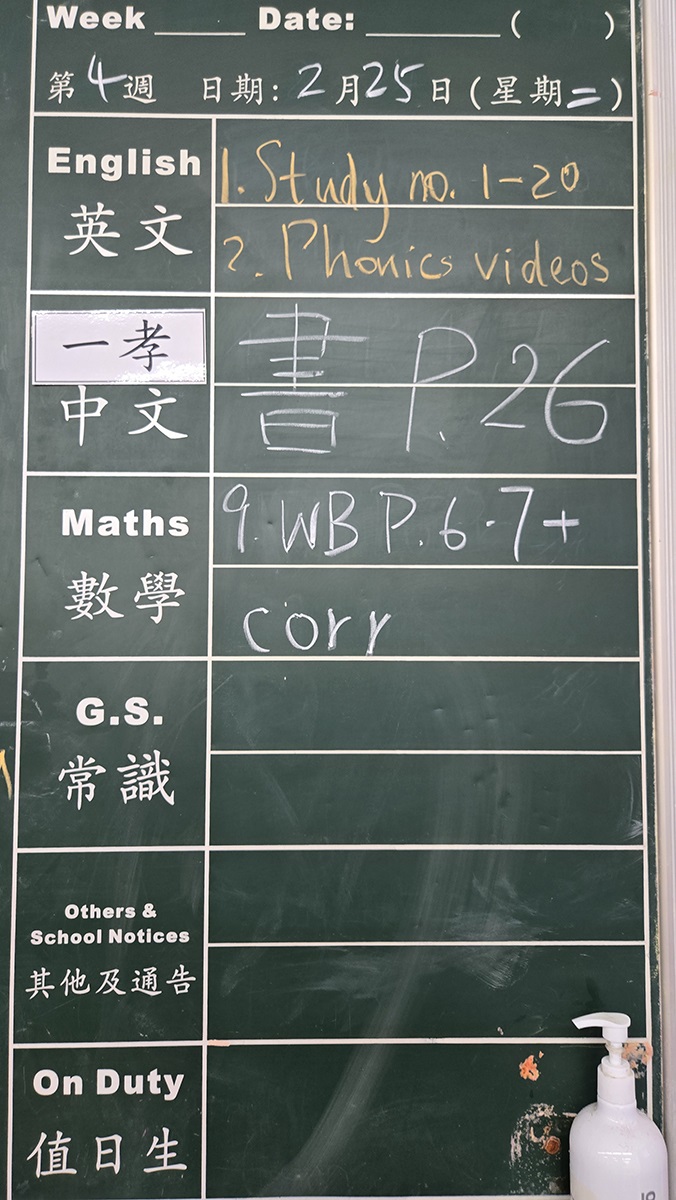 Week ______ Date: _________ (        )
第4週 日期: 2月25日(星期二)
English 1. Study no. 1-20
英文 2. Phonics videos
一孝 書 P.26
中文
Maths 9. WB P.6-7+
數學 corr
G.S.
常識
Others &
School Notices
其他及通告
On Duty
值日生